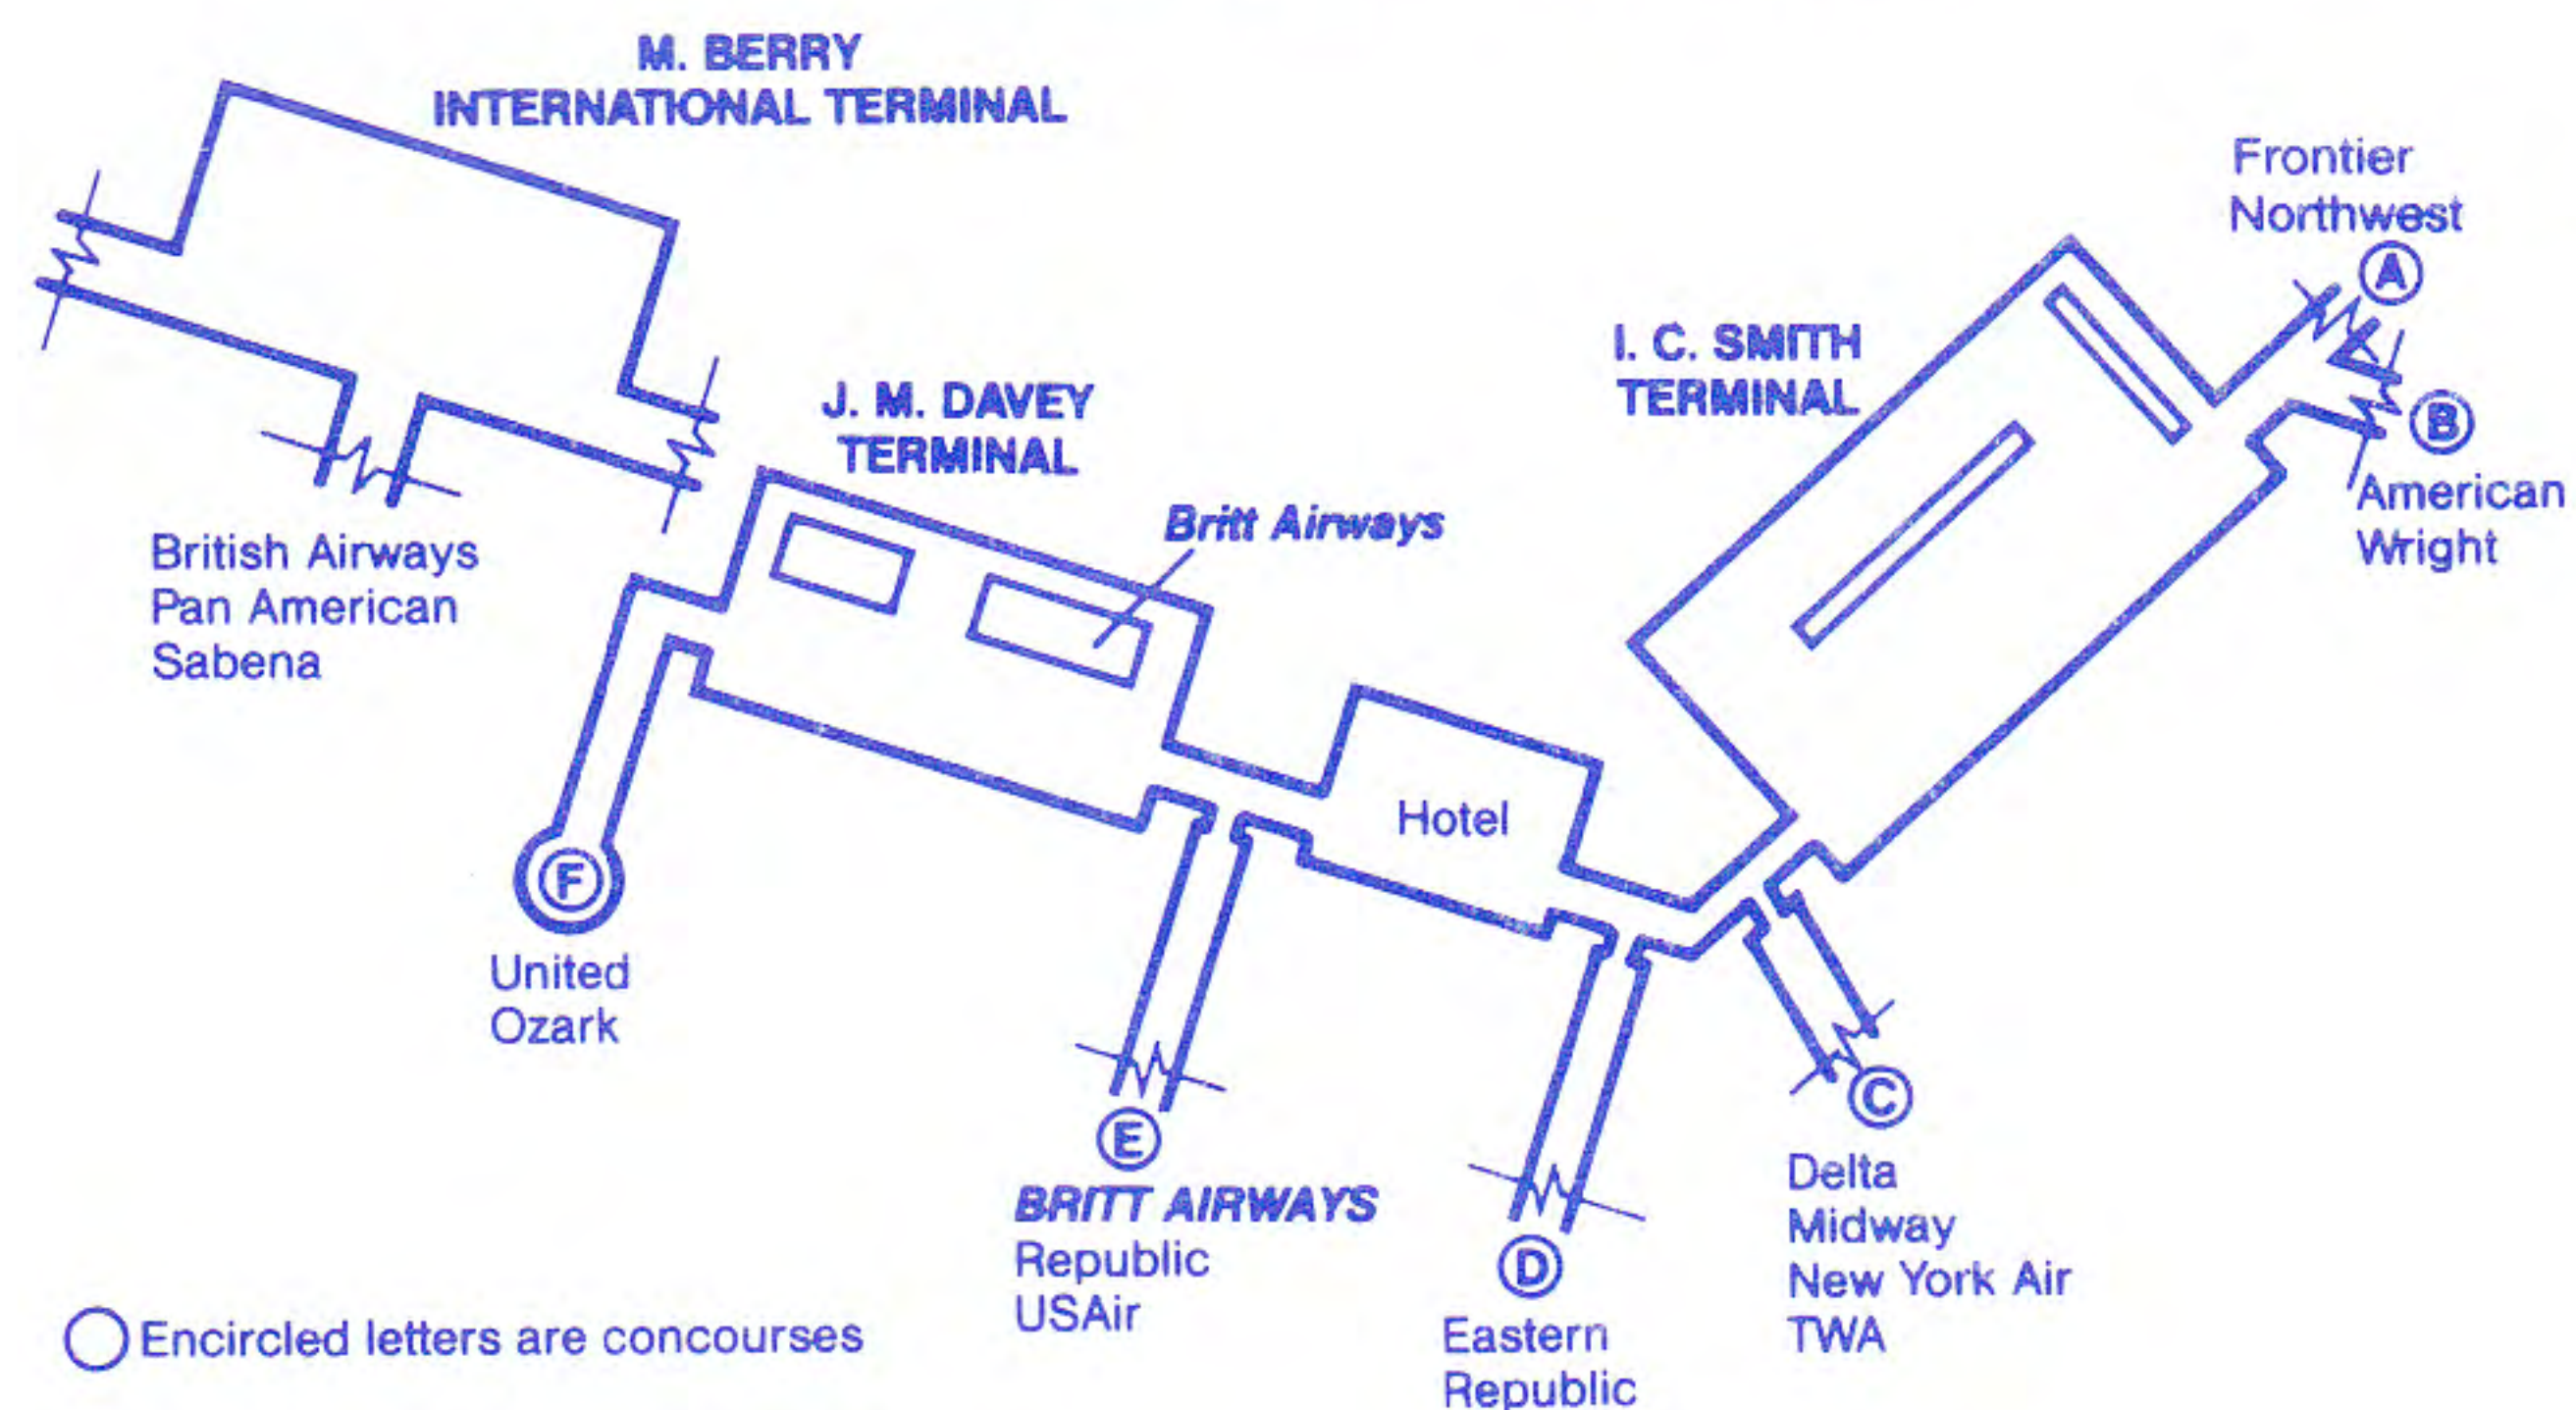 M. BERRY
INTERNATIONAL TERMINAL
Frontier
Northwest
A
I. C. SMITH
TERMINAL
J. M. DAVEY
TERMINAL
B
American
Wright
Britt Airways
British Airways
Pan American
Sabena
Hotel
F
United
Ozark
E
BRITT AIRWAYS
Republic
USAir
D
Eastern
Republic
C
Delta
Midway
New York Air
TWA
Encircled letters are concourses